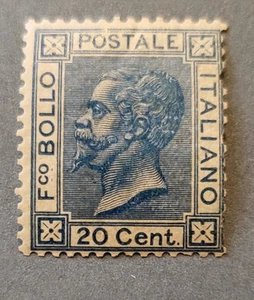 POSTALE
Fco BOLLO
ITALIANO
20 Cent.